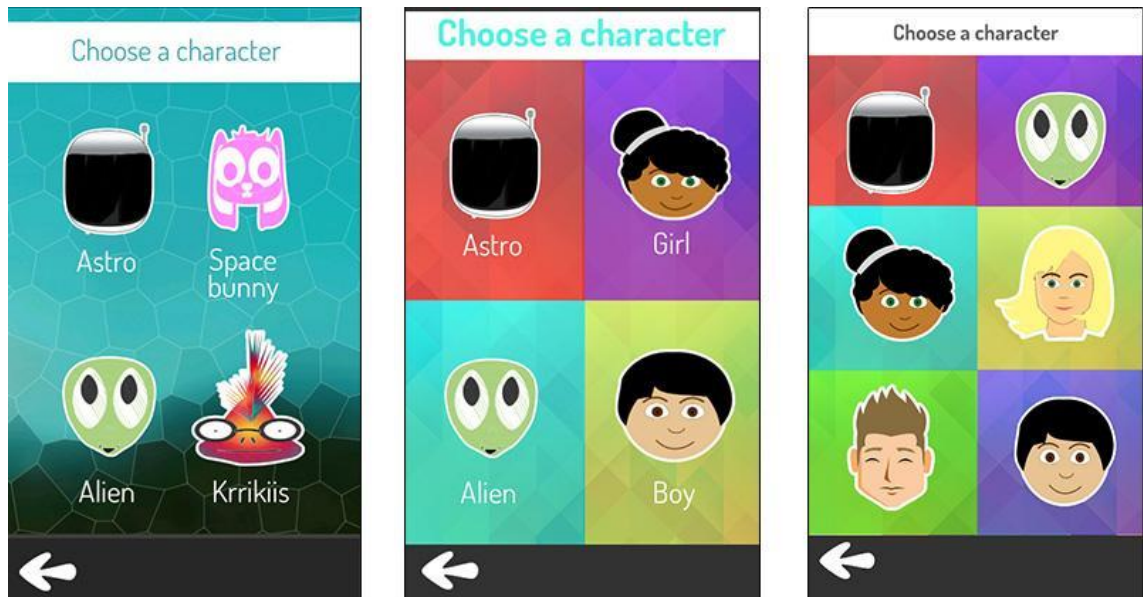 Choose a character
Astro
Space
bunny
Alien
Krrikiis
Choose a character
Astro
Girl
Alien
Boy
Choose a character